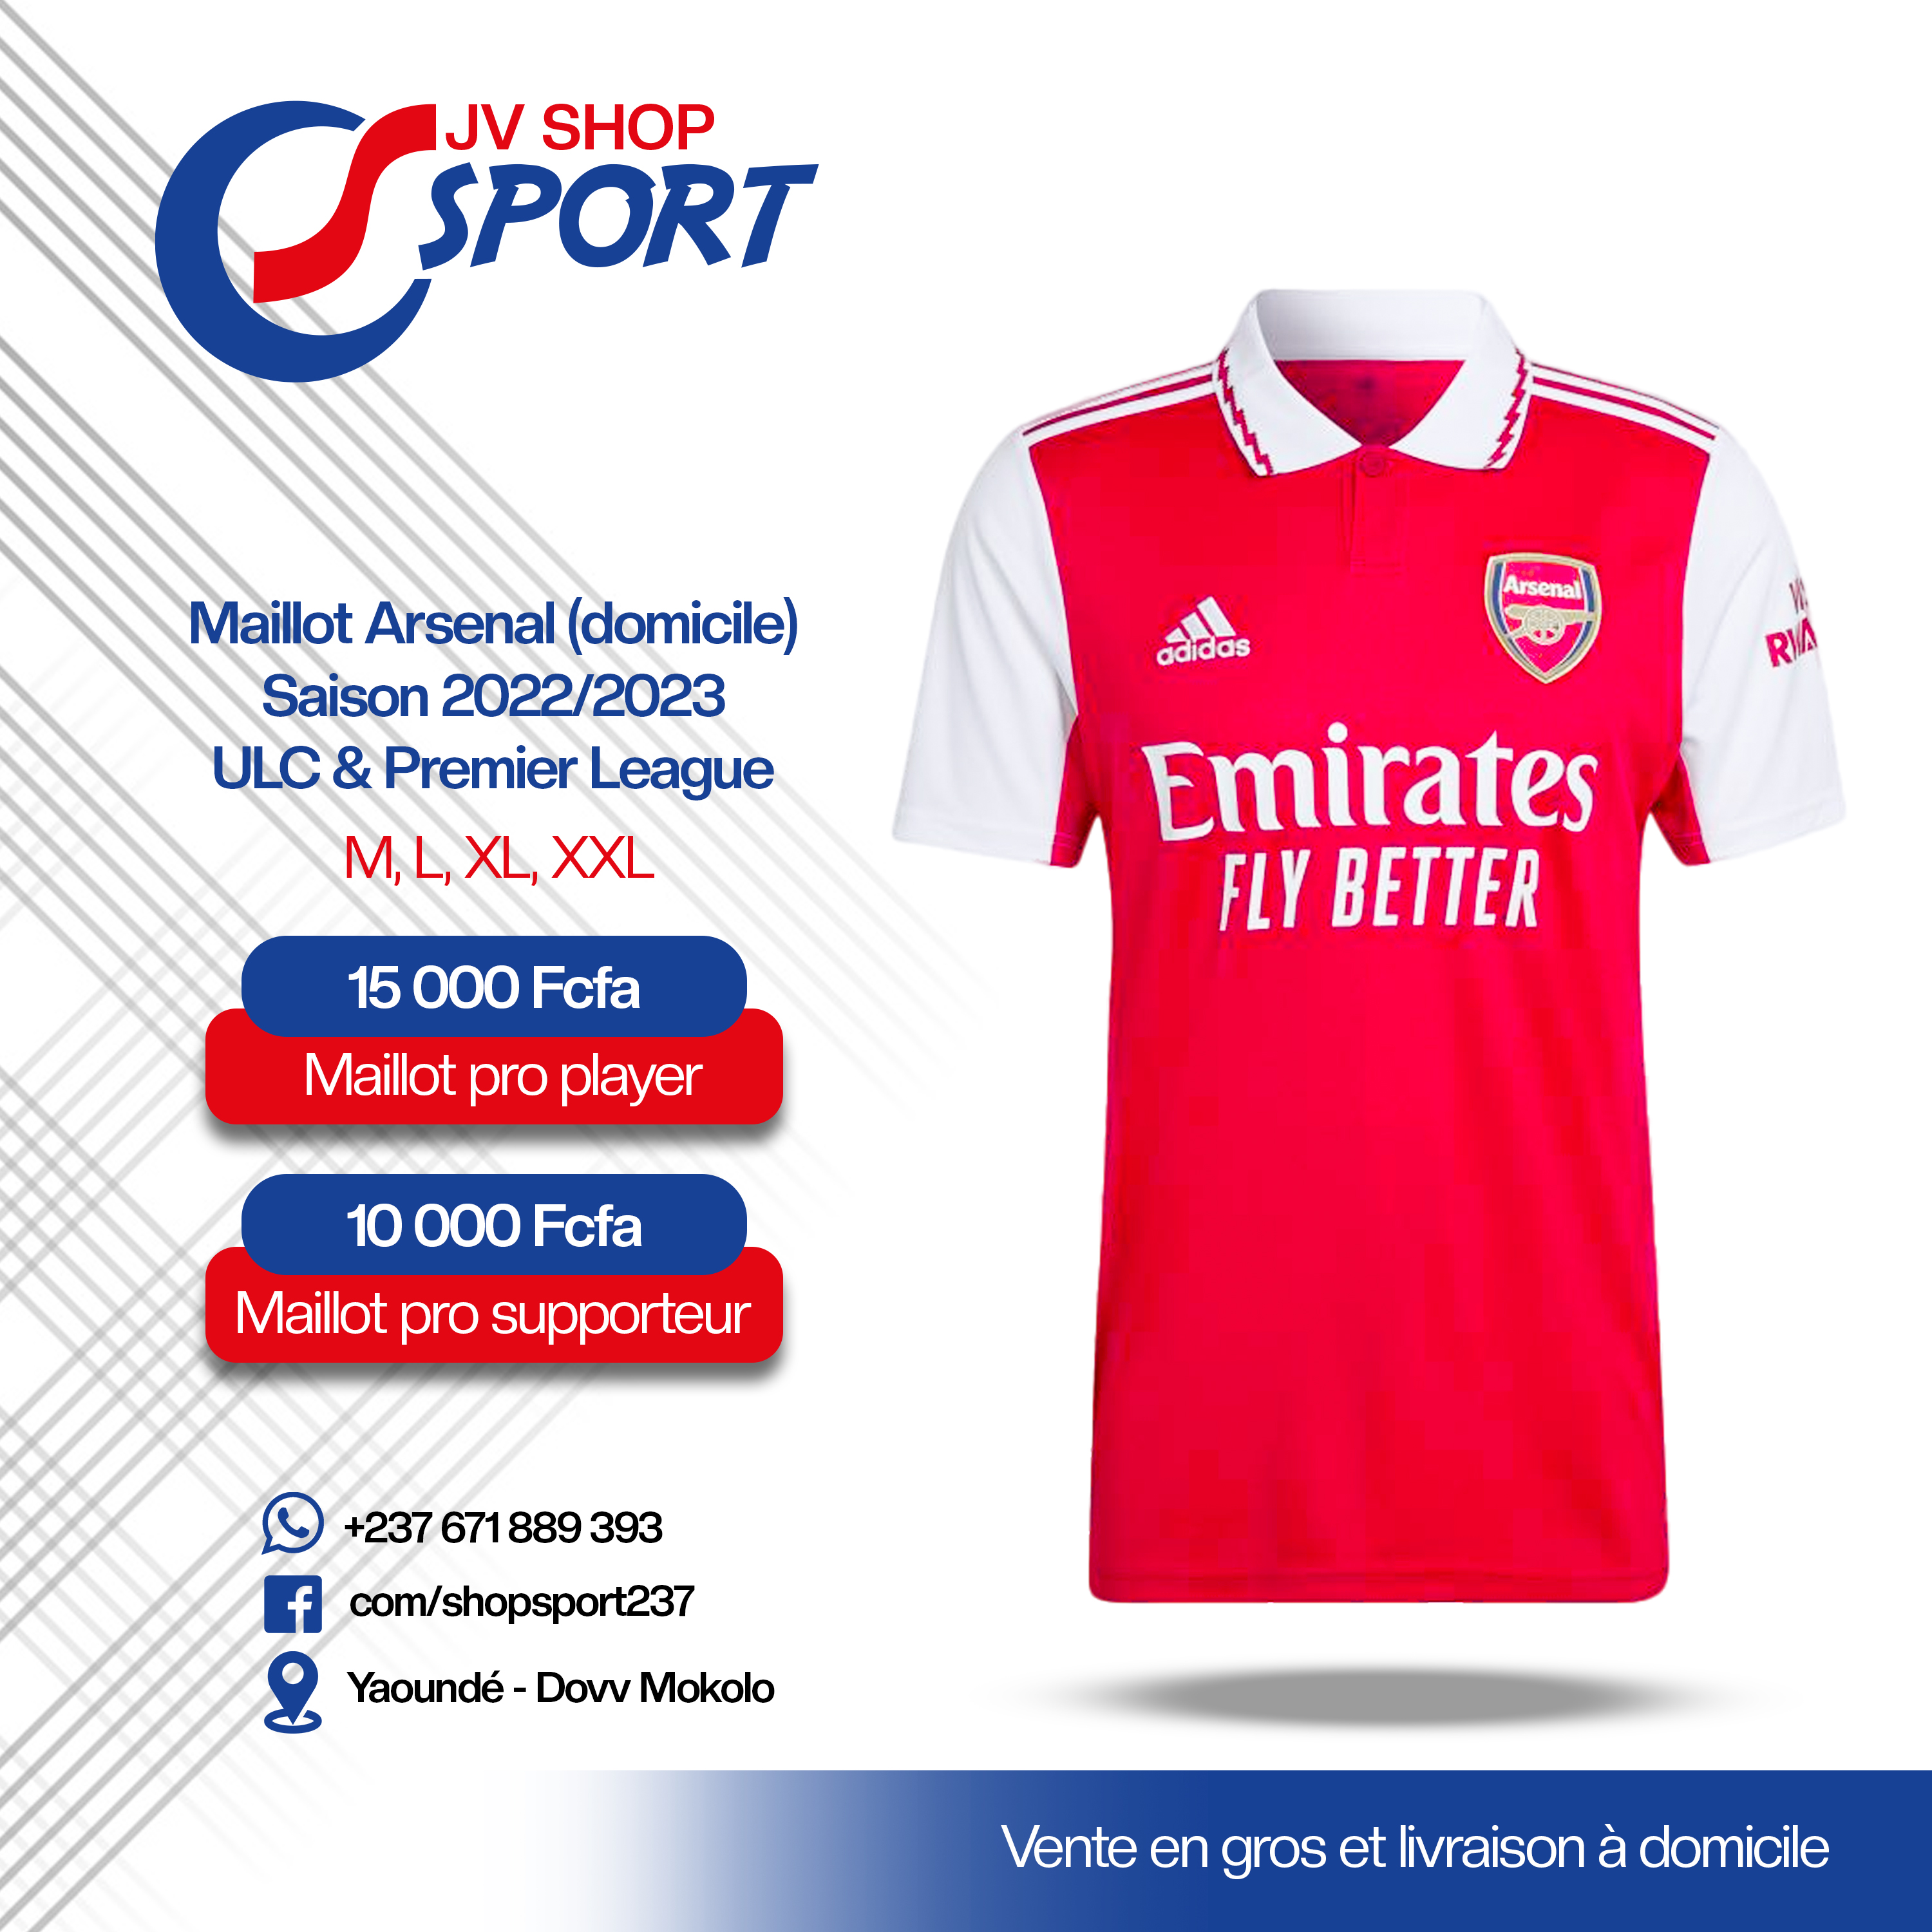 JV SHOP
SPORT
Maillot Arsenal (domicile)
Saison 2022/2023
ULC & Premier League
M, L, XL, XXL
15 000 Fcfa
Maillot pro player
10 000 Fcfa
Maillot pro supporteur
+237 671 889 393
com/shopsport237
Yaoundé - Dovv Mokolo
adidas
Arsenal
Emirates
FLY BETTER
Vente en gros et livraison à domicile